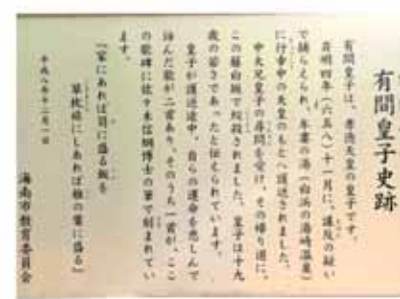 有間皇子史跡
有間皇子は、孝徳天皇の皇子です。
斉明四年(六五八)十一月に、謀反の疑い
で捕らえられ、牟婁の湯(白浜の湯崎温泉)
に行幸中の天皇のもとへ護送されました。
中大兄皇子の尋問を受け、その帰り道に、
この藤白坂で絞殺されました。皇子は十九
歳の若さであったと伝えられています。
皇子が護送途中、自らの運命を悲しんで
詠んだ歌が二首あり、そのうち一首が、ここ
の歌碑に佐々木信綱博士の筆で刻まれてい
ます。
『家にあれば笥に盛る飯を
草枕旅にしあれば椎の葉に盛る』
平成八年十二月一日
海南市教育委員会